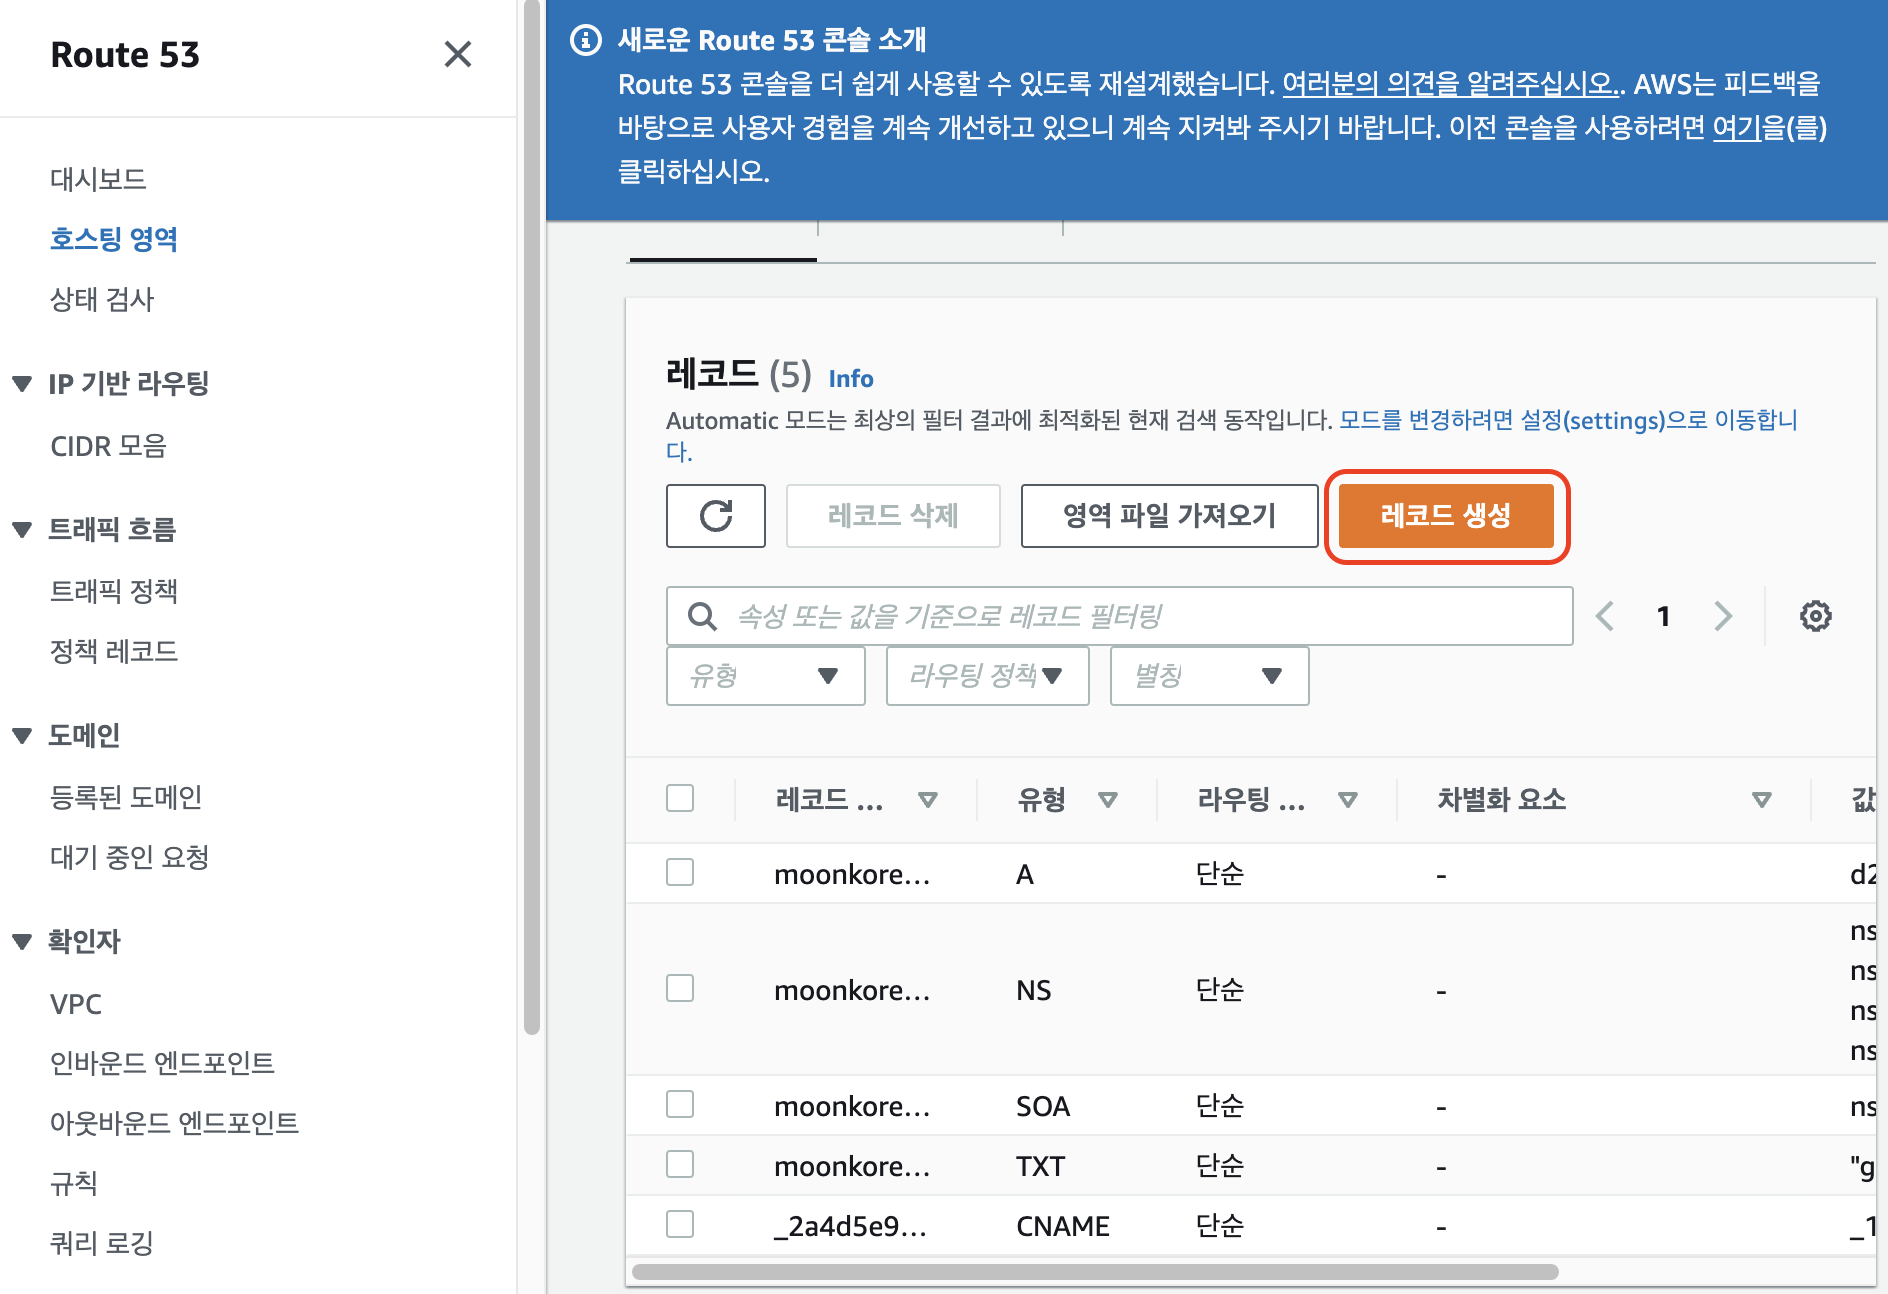 Route 53
대시보드
호스팅 영역
상태 검사
IP 기반 라우팅
CIDR 모음
트래픽 흐름
트래픽 정책
정책 레코드
도메인
등록된 도메인
대기 중인 요청
확인자
VPC
인바운드 엔드포인트
아웃바운드 엔드포인트
규칙
쿼리 로깅
새로운 Route 53 콘솔 소개
Route 53 콘솔을 더 쉽게 사용할 수 있도록 재설계했습니다. 여러분의 의견을 알려주십시오.. AWS는 피드백을
바탕으로 사용자 경험을 계속 개선하고 있으니 계속 지켜봐 주시기 바랍니다. 이전 콘솔을 사용하려면 여기을(를)
클릭하십시오.
레코드 (5) Info
Automatic 모드는 최상의 필터 결과에 최적화된 현재 검색 동작입니다. 모드를 변경하려면 설정(settings)으로 이동합니
다.
레코드 삭제 영역 파일 가져오기 레코드 생성
속성 또는 값을 기준으로 레코드 필터링 1
유형 라우팅 정책 별칭
레코드 ... 유형 라우팅 ... 차별화 요소 값
moonkore... A 단순 - d2
moonkore... NS 단순 - ns
ns
ns
ns
moonkore... SOA 단순 - ns
moonkore... TXT 단순 - "g
_2a4d5e9... CNAME 단순 - _1